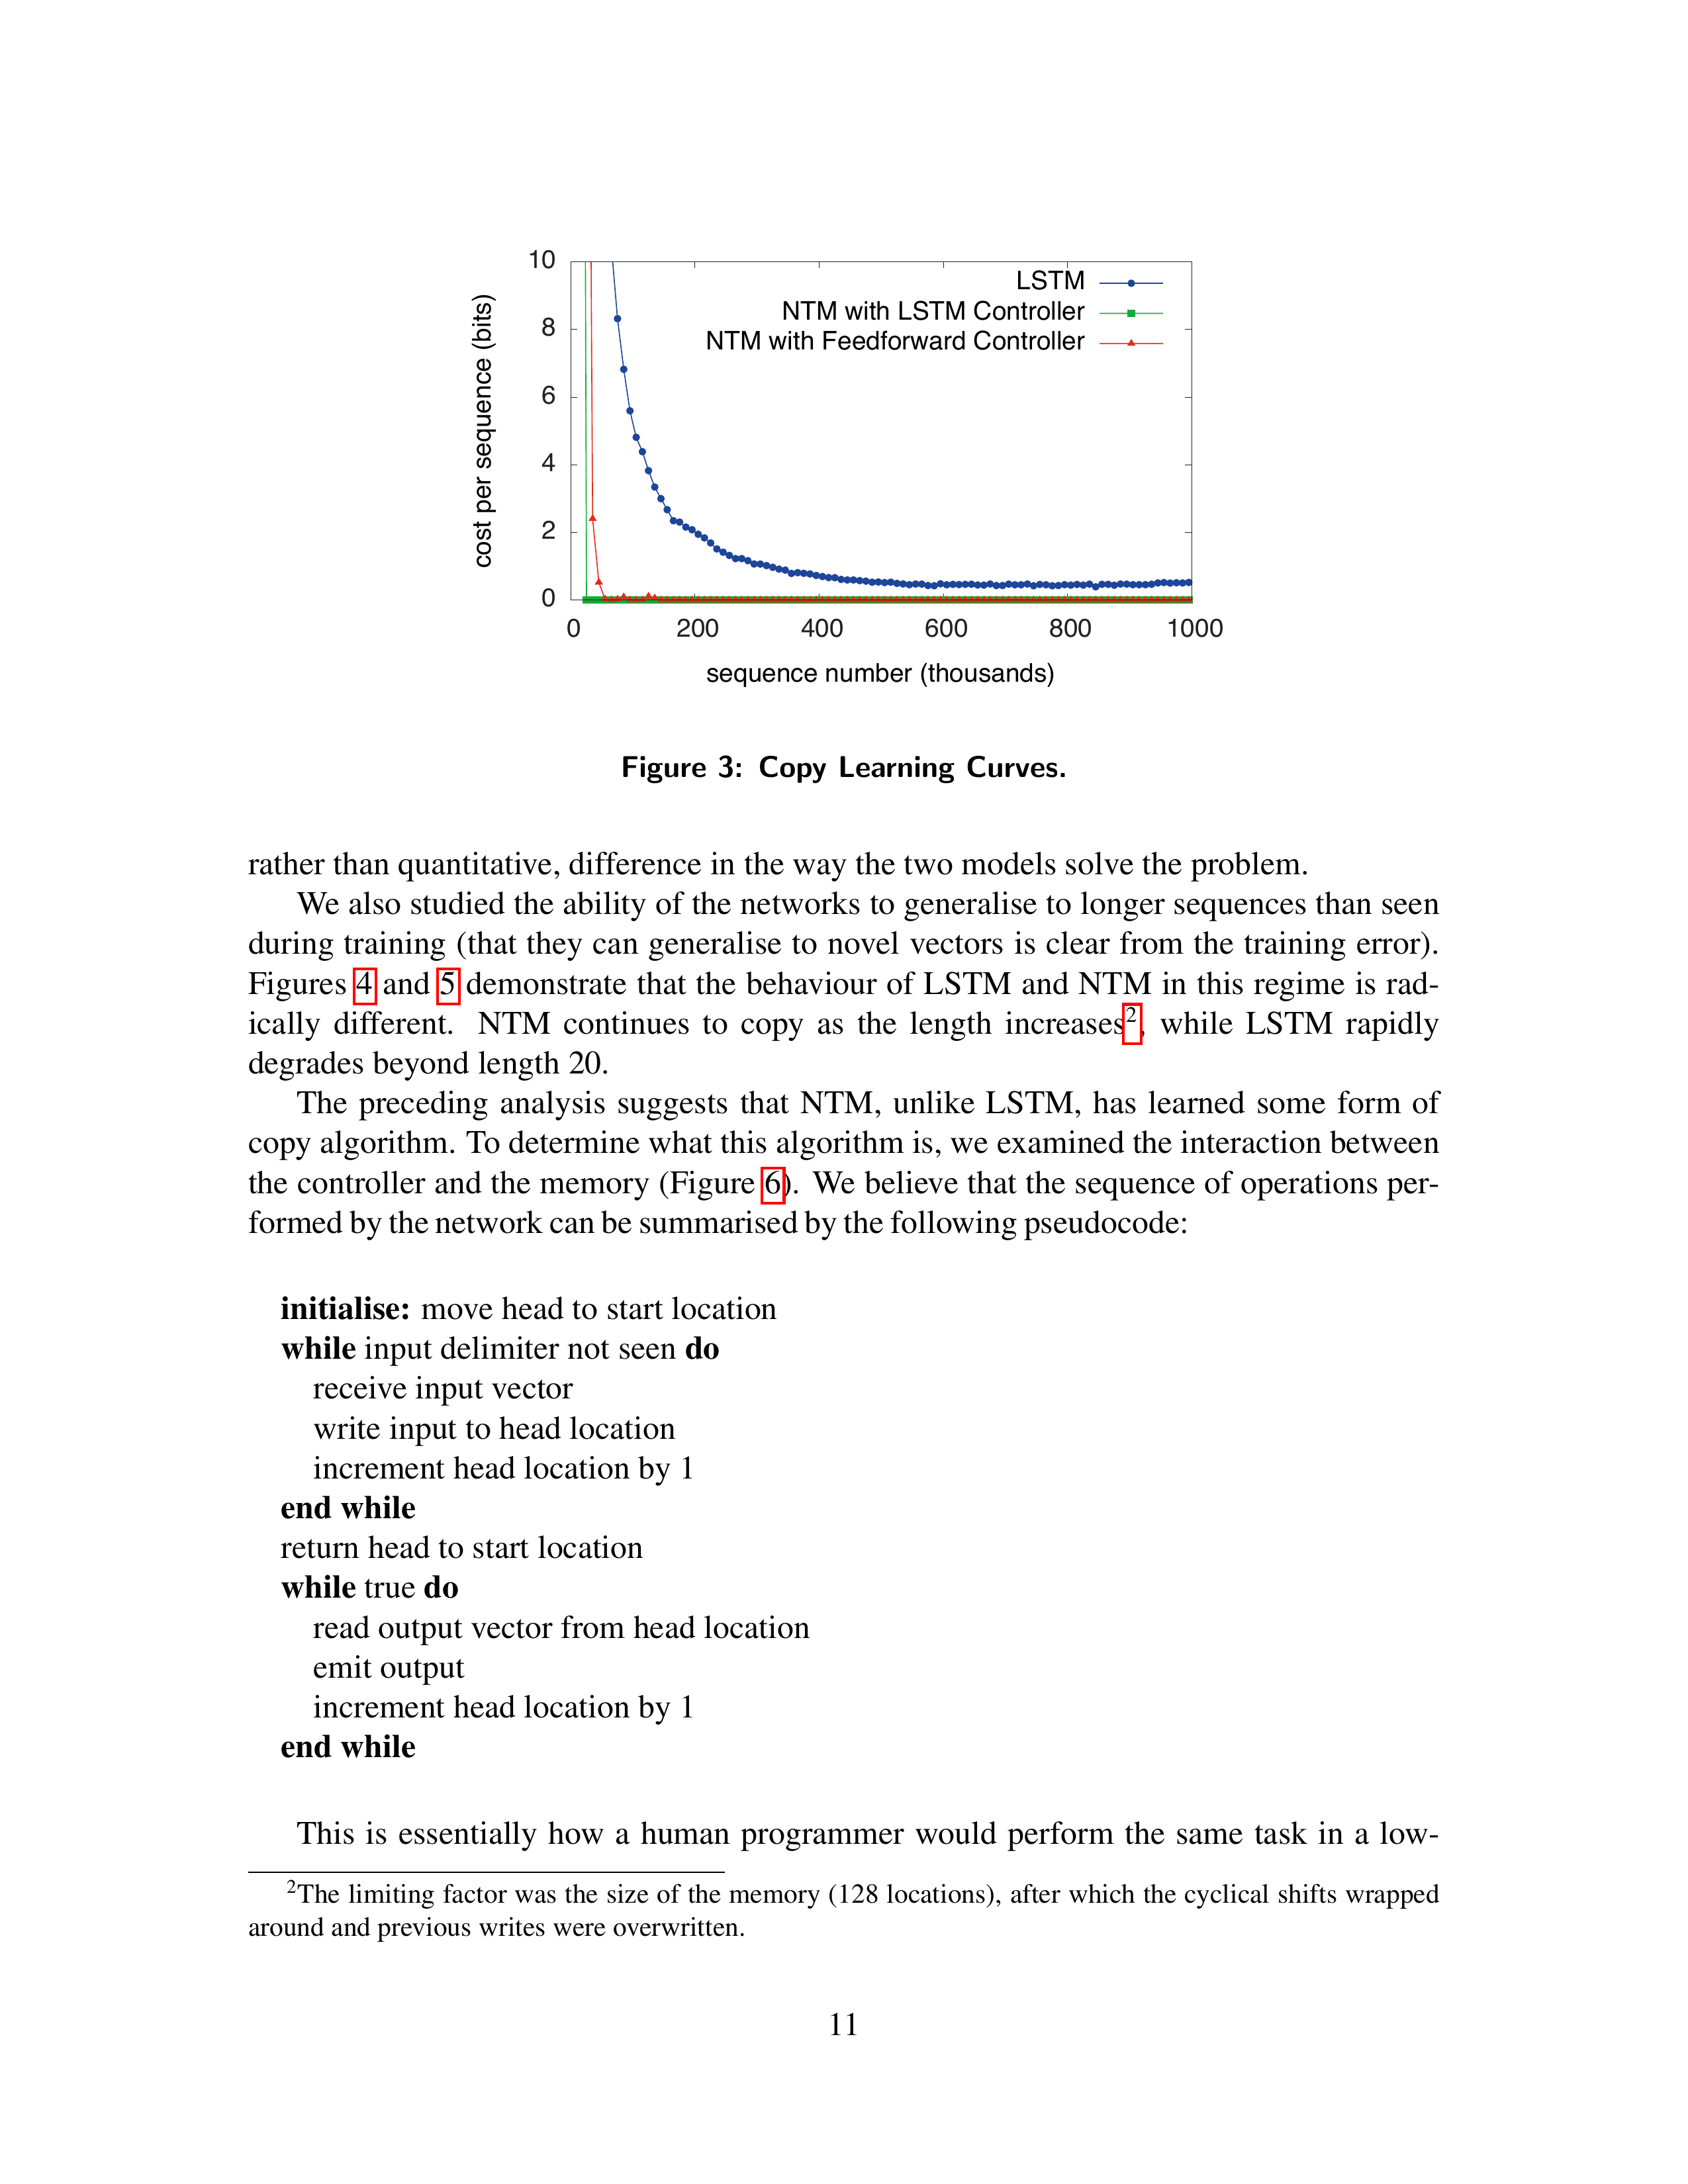 10
8
6
4
2
0
cost per sequence (bits)
LSTM
NTM with LSTM Controller
NTM with Feedforward Controller
0 200 400 600 800 1000
sequence number (thousands)
Figure 3: Copy Learning Curves.
rather than quantitative, difference in the way the two models solve the problem.
We also studied the ability of the networks to generalise to longer sequences than seen
during training (that they can generalise to novel vectors is clear from the training error).
Figures 4 and 5 demonstrate that the behaviour of LSTM and NTM in this regime is rad-
ically different. NTM continues to copy as the length increases2, while LSTM rapidly
degrades beyond length 20.
The preceding analysis suggests that NTM, unlike LSTM, has learned some form of
copy algorithm. To determine what this algorithm is, we examined the interaction between
the controller and the memory (Figure 6). We believe that the sequence of operations per-
formed by the network can be summarised by the following pseudocode:
initialise: move head to start location
while input delimiter not seen do
receive input vector
write input to head location
increment head location by 1
end while
return head to start location
while true do
read output vector from head location
emit output
increment head location by 1
end while
This is essentially how a human programmer would perform the same task in a low-
2The limiting factor was the size of the memory (128 locations), after which the cyclical shifts wrapped
around and previous writes were overwritten.
11